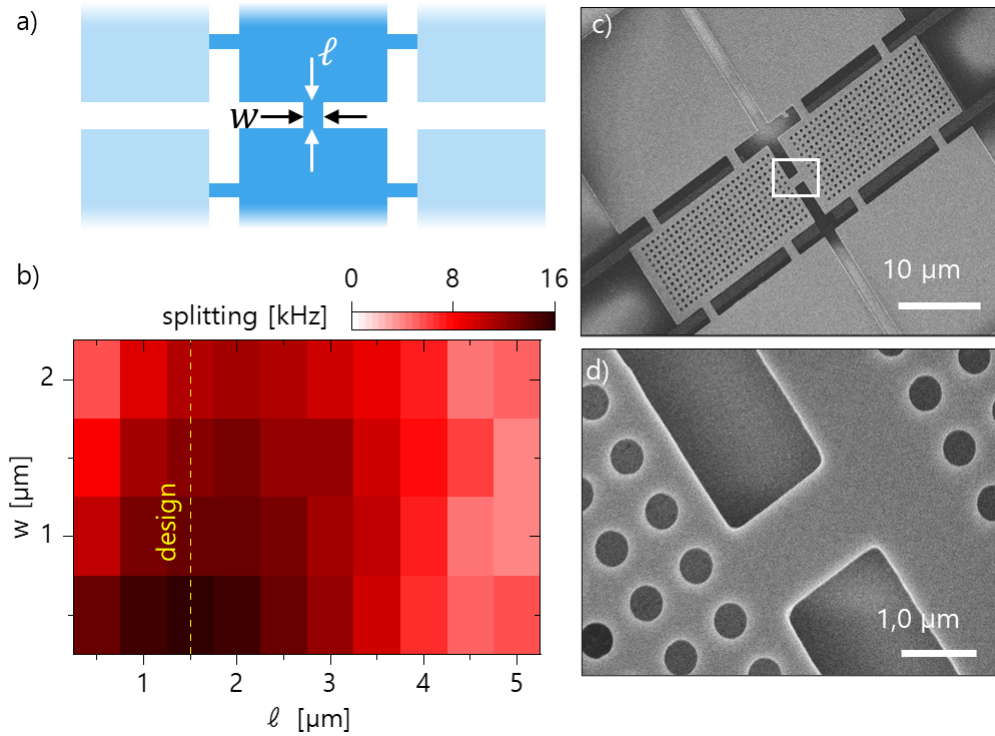 a)
ℓ
w
b)
0 8 16
splitting [kHz]
2
1
w [µm]
design
1 2 3 4 5
ℓ [µm]
c)
10 µm
d)
1,0 µm